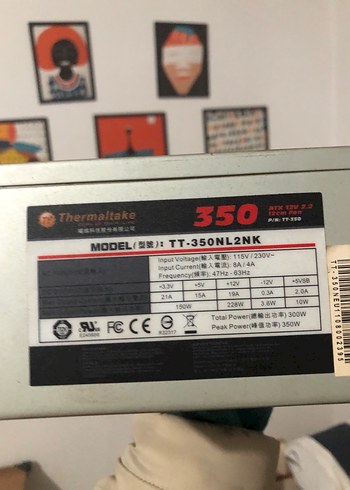 Thermaltake
350
ATX 12V 2.2
12cm Fan
P/N: TT-350
MODEL(型號): TT-350NL2NK
Input Voltage(輸入電壓): 115V / 230V~
Input Current(輸入電流): 8A / 4A
Frequency(頻率): 47Hz - 63Hz
+3.3V +5V +12V -12V +5VSB
21A 15A 19A 0.3A 2.0A
150W 228W 3.6W 10W
Total Power(總輸出功率) 300W
Peak Power(峰值功率) 350W